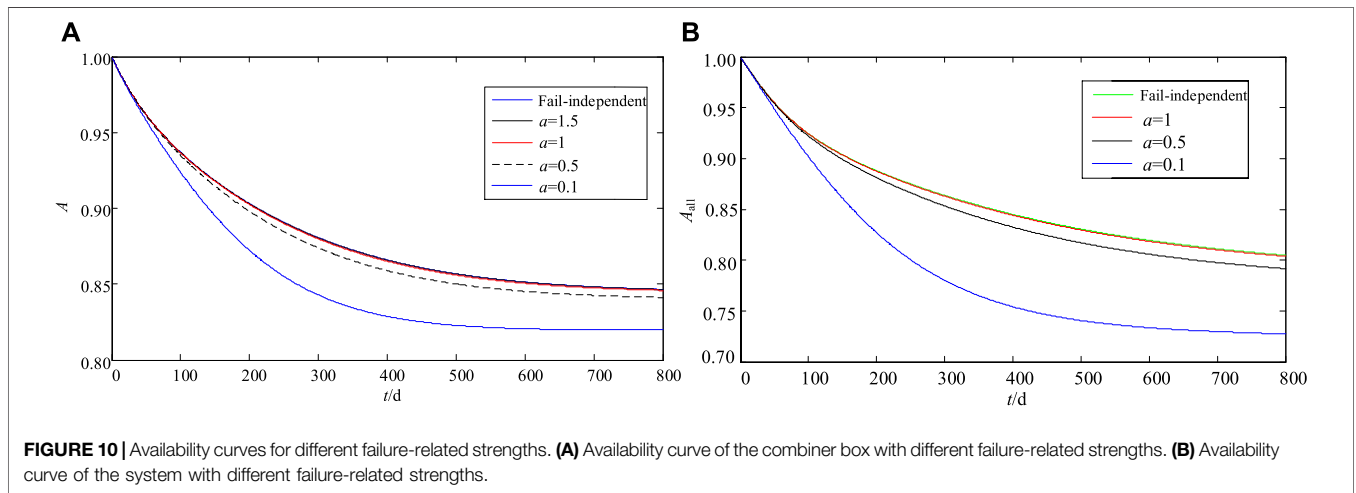 A
1.00
0.95
0.90
0.85
0.80
A
0
100
200
300
400
500
600
700
800
t/d
Fail-independent
a=1.5
a=1
a=0.5
a=0.1
B
1.00
0.95
0.90
0.85
0.80
0.70
A_all
0
100
200
300
400
500
600
700
800
t/d
Fail-independent
a=1
a=0.5
a=0.1
FIGURE 10 | Availability curves for different failure-related strengths. (A) Availability curve of the combiner box with different failure-related strengths. (B) Availability
curve of the system with different failure-related strengths.